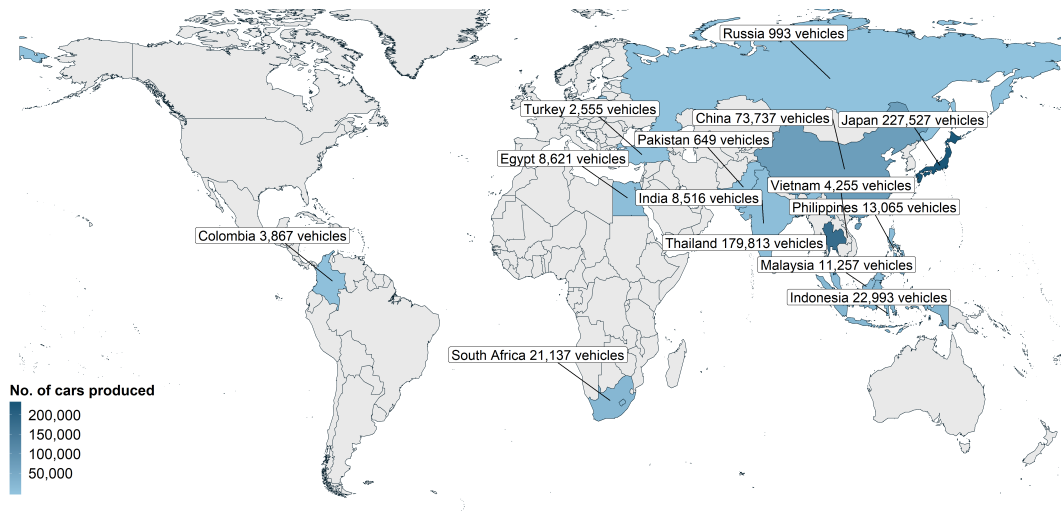 Russia 993 vehicles
Turkey 2,555 vehicles
China 73,737 vehicles
Japan 227,527 vehicles
Pakistan 649 vehicles
Egypt 8,621 vehicles
Vietnam 4,255 vehicles
India 8,516 vehicles
Philippines 13,065 vehicles
Colombia 3,867 vehicles
Thailand 179,813 vehicles
Malaysia 11,257 vehicles
Indonesia 22,993 vehicles
South Africa 21,137 vehicles
No. of cars produced
200,000
150,000
100,000
50,000